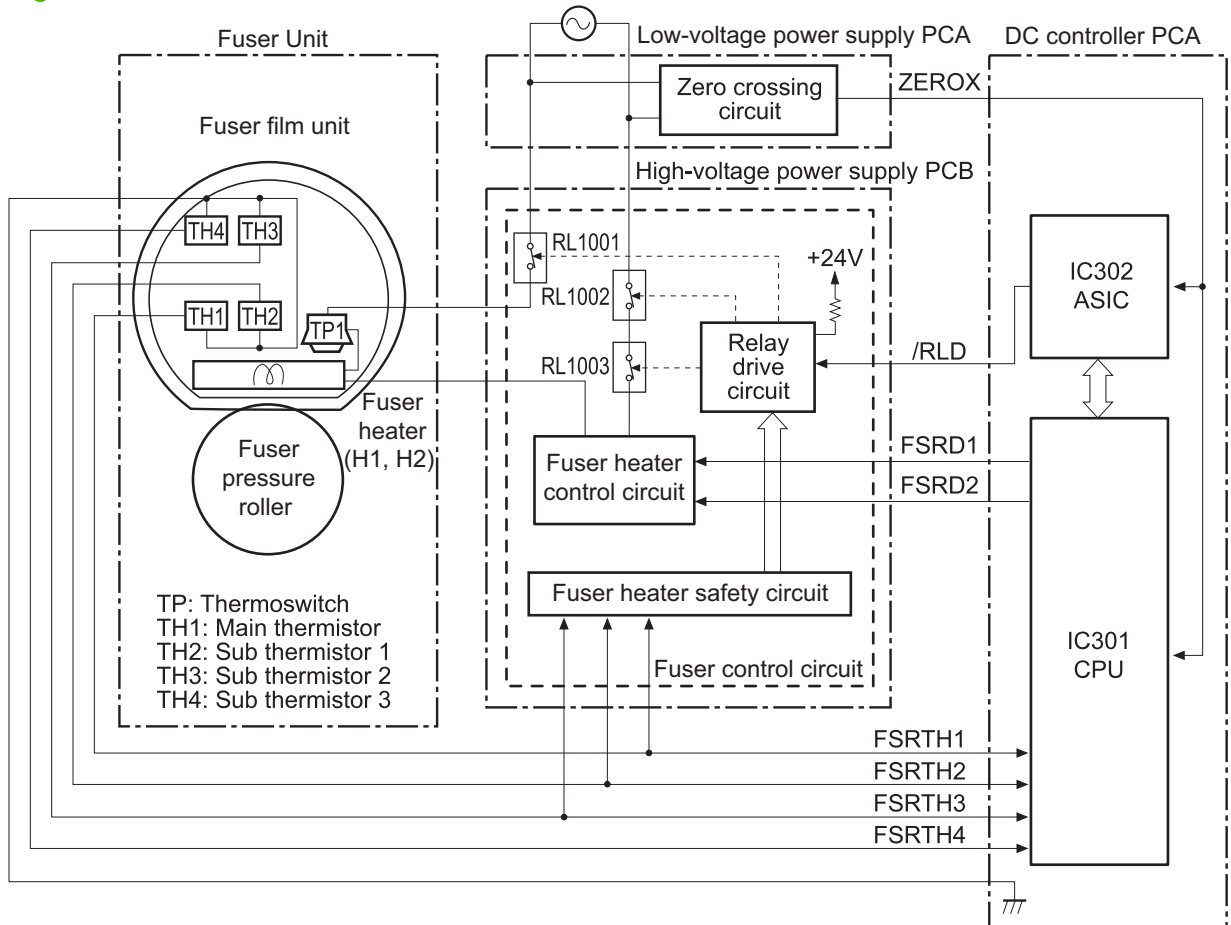 Fuser Unit
Low-voltage power supply PCA
DC controller PCA
Zero crossing
circuit
ZEROX
Fuser film unit
High-voltage power supply PCB
TH4
TH3
RL1001
+24V
IC302
ASIC
RL1002
TH1
TH2
TP1
Relay
drive
circuit
/RLD
RL1003
Fuser
heater
(H1, H2)
Fuser
pressure
roller
Fuser heater
control circuit
FSRD1
FSRD2
Fuser heater safety circuit
TP: Thermoswitch
TH1: Main thermistor
TH2: Sub thermistor 1
TH3: Sub thermistor 2
TH4: Sub thermistor 3
Fuser control circuit
IC301
CPU
FSRTH1
FSRTH2
FSRTH3
FSRTH4